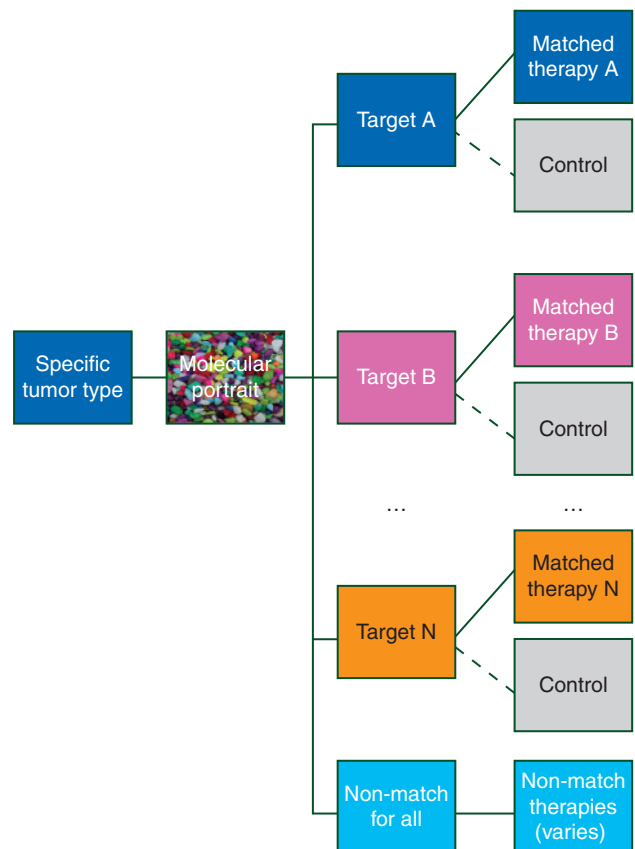 Specific
tumor type
Molecular
portrait
Target A
Matched
therapy A
Control
Target B
Matched
therapy B
Control
...
...
Target N
Matched
therapy N
Control
Non-match
for all
Non-match
therapies
(varies)